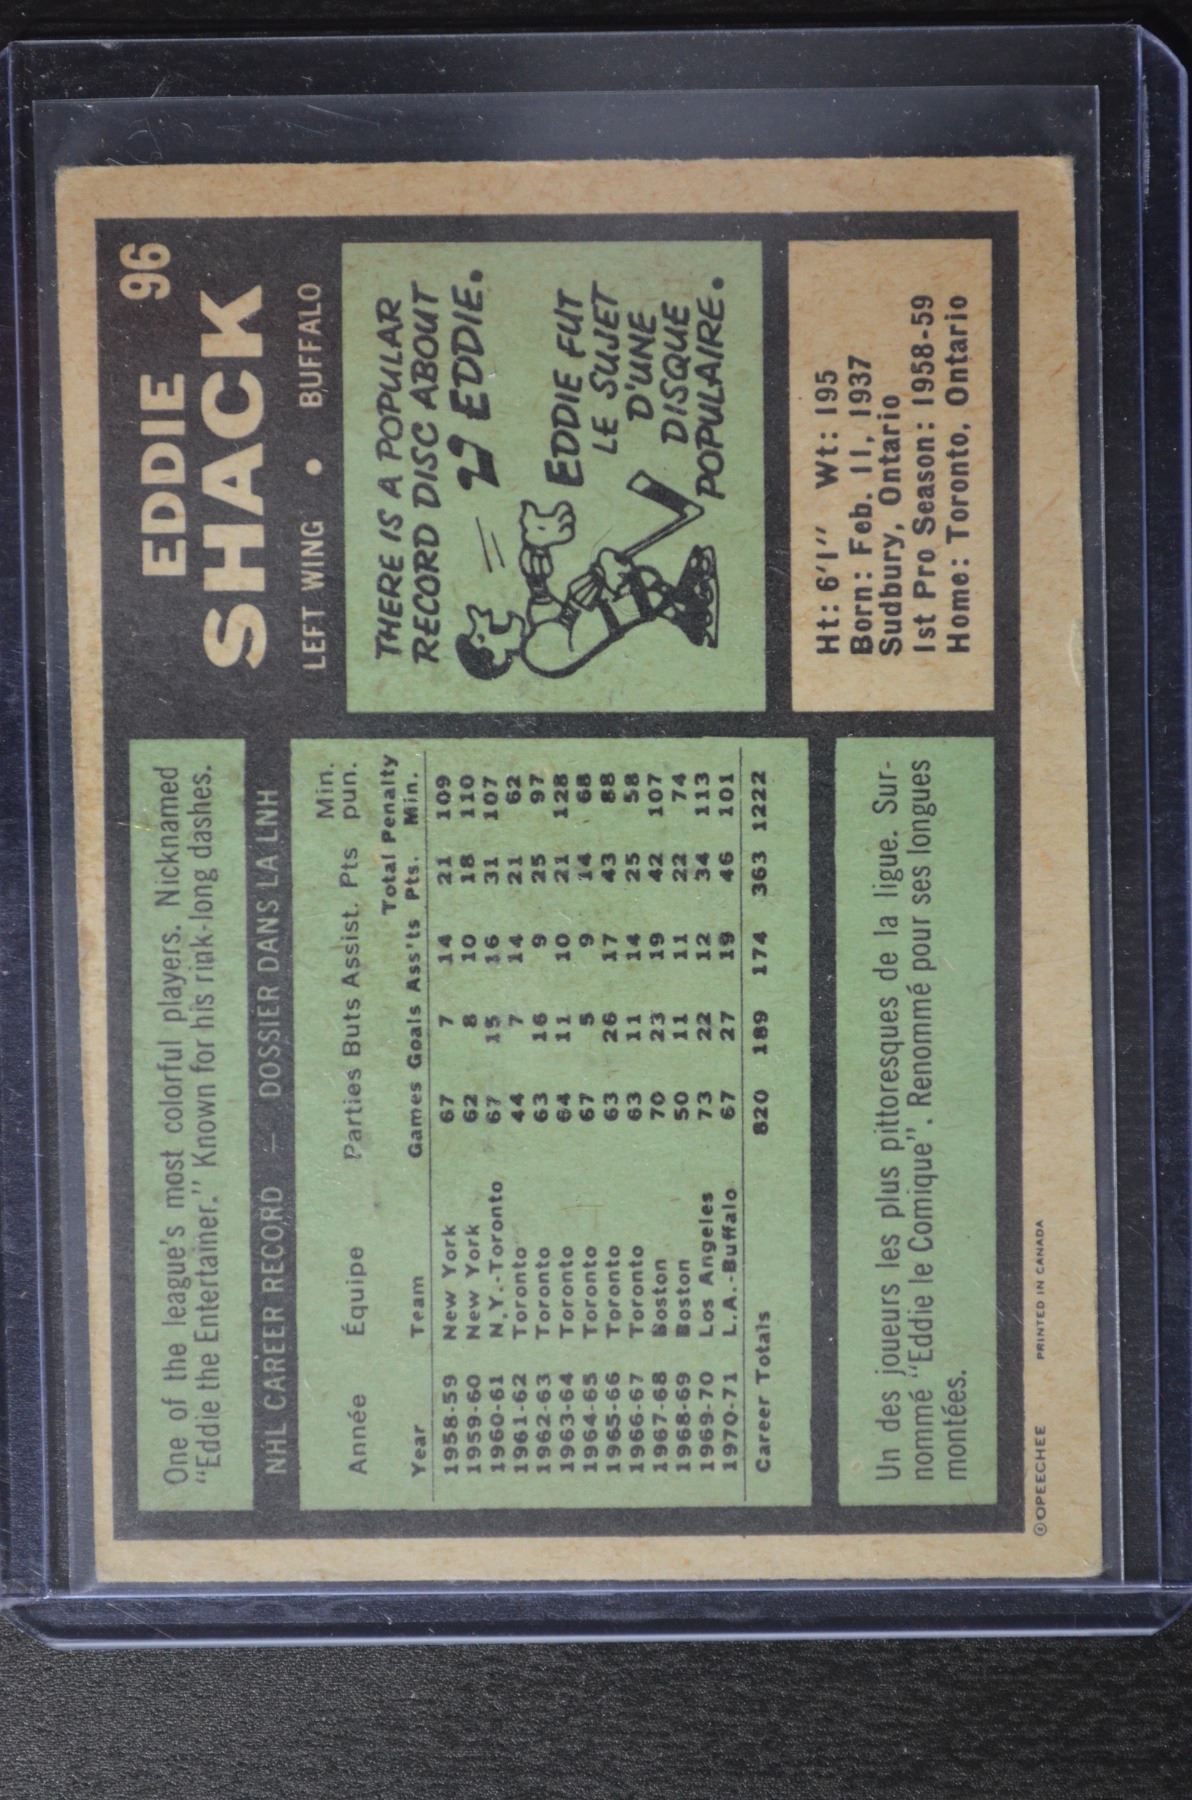 EDDIE 96
SHACK
LEFT WING • BUFFALO
One of the league's most colorful players. Nicknamed
"Eddie the Entertainer." Known for his rink-long dashes.
NHL CAREER RECORD — DOSSIER DANS LA LNH
Année Équipe Parties Buts Assist. Pts Min. pun.
Year Team Games Goals Ass'ts Total Pts. Penalty Min.
1958-59 New York 67 7 14 21 109
1959-60 New York 62 8 10 18 110
1960-61 N.Y.-Toronto 67 15 16 31 107
1961-62 Toronto 44 7 14 21 62
1962-63 Toronto 63 16 9 25 97
1963-64 Toronto 64 11 10 21 128
1964-65 Toronto 67 5 9 14 68
1965-66 Toronto 63 26 17 43 88
1966-67 Toronto 63 11 14 25 58
1967-68 Boston 70 23 19 42 107
1968-69 Boston 50 11 11 22 74
1969-70 Los Angeles 73 22 12 34 113
1970-71 L.A.-Buffalo 67 27 19 46 101
Career Totals 820 189 174 363 1222
Un des joueurs les plus pittoresques de la ligue. Sur-
nommé "Eddie le Comique". Renommé pour ses longues
montées.
THERE IS A POPULAR
RECORD DISC ABOUT
EDDIE.
EDDIE FUT
LE SUJET
D'UNE
DISQUE
POPULAIRE.
Ht: 6'1" Wt: 195
Born: Feb. 11, 1937
Sudbury, Ontario
1st Pro Season: 1958-59
Home: Toronto, Ontario
©OPEECHEE PRINTED IN CANADA